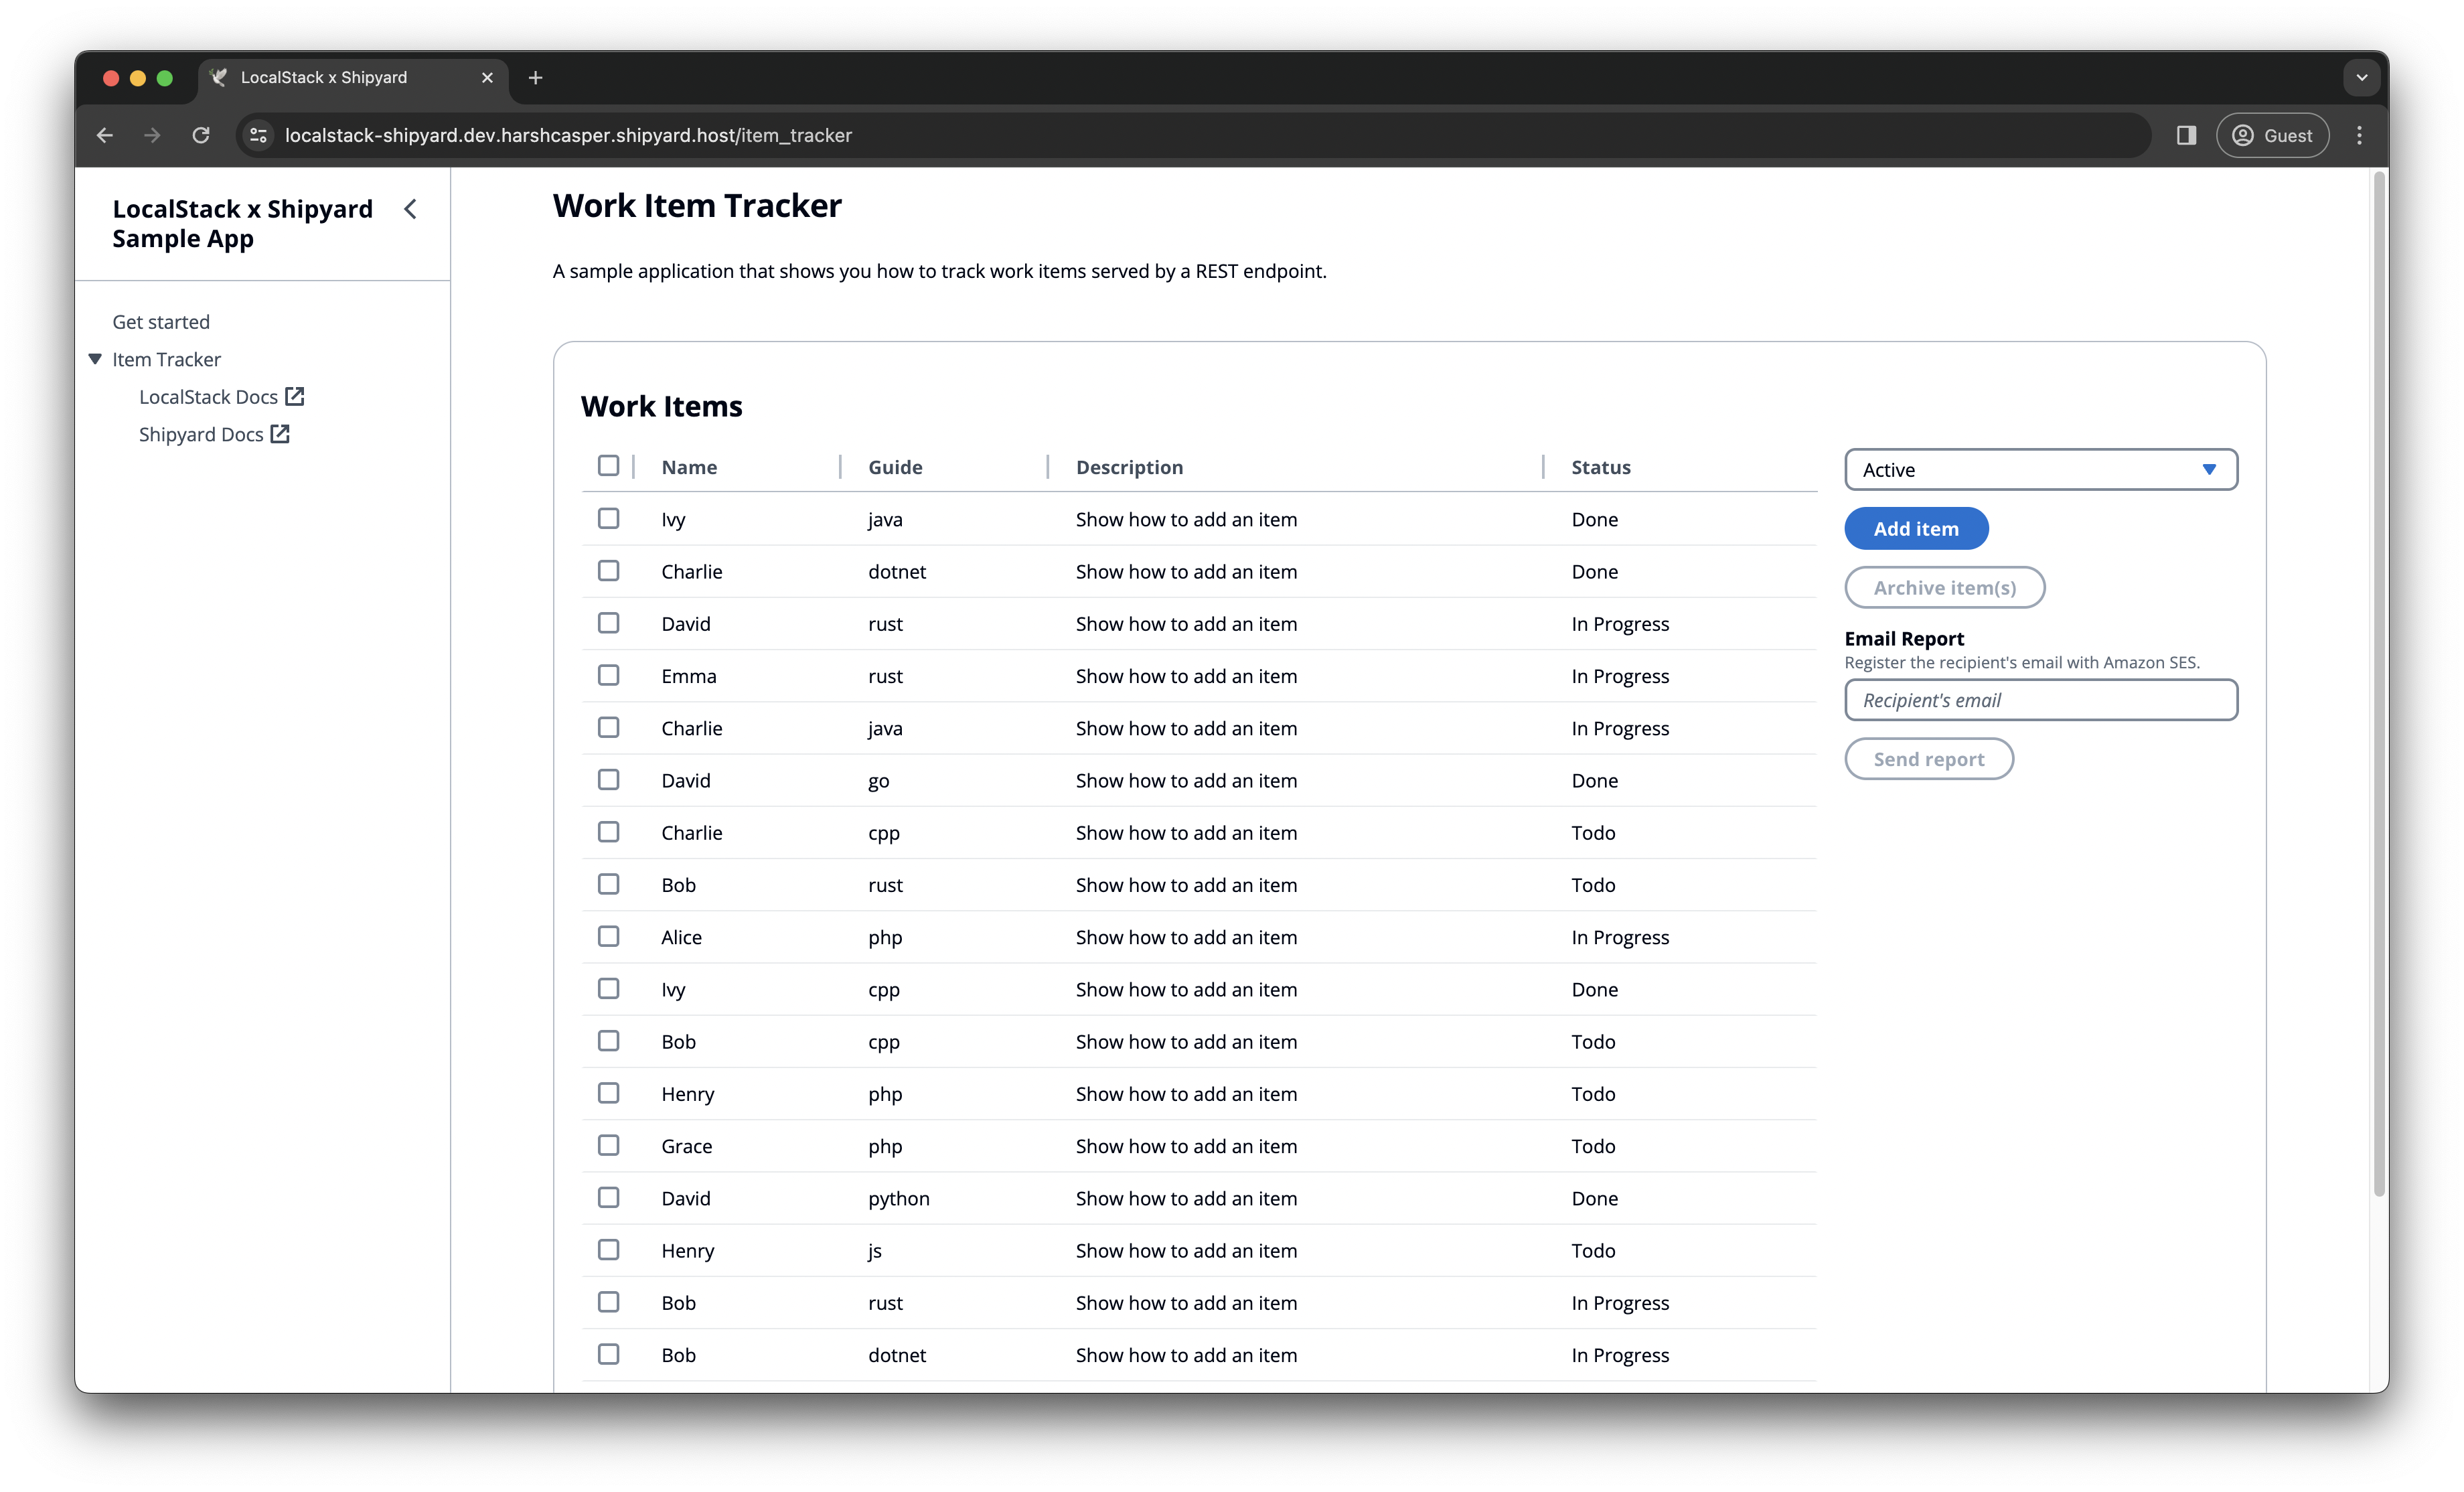 LocalStack x Shipyard
localstack-shipyard.dev.harshcasper.shipyard.host/item_tracker
Guest
LocalStack x Shipyard
Sample App
Get started
Item Tracker
LocalStack Docs
Shipyard Docs
Work Item Tracker
A sample application that shows you how to track work items served by a REST endpoint.
Work Items
Name Guide Description Status
Ivy java Show how to add an item Done
Charlie dotnet Show how to add an item Done
David rust Show how to add an item In Progress
Emma rust Show how to add an item In Progress
Charlie java Show how to add an item In Progress
David go Show how to add an item Done
Charlie cpp Show how to add an item Todo
Bob rust Show how to add an item Todo
Alice php Show how to add an item In Progress
Ivy cpp Show how to add an item Done
Bob cpp Show how to add an item Todo
Henry php Show how to add an item Todo
Grace php Show how to add an item Todo
David python Show how to add an item Done
Henry js Show how to add an item Todo
Bob rust Show how to add an item In Progress
Bob dotnet Show how to add an item In Progress
Active
Add item
Archive item(s)
Email Report
Register the recipient's email with Amazon SES.
Recipient's email
Send report